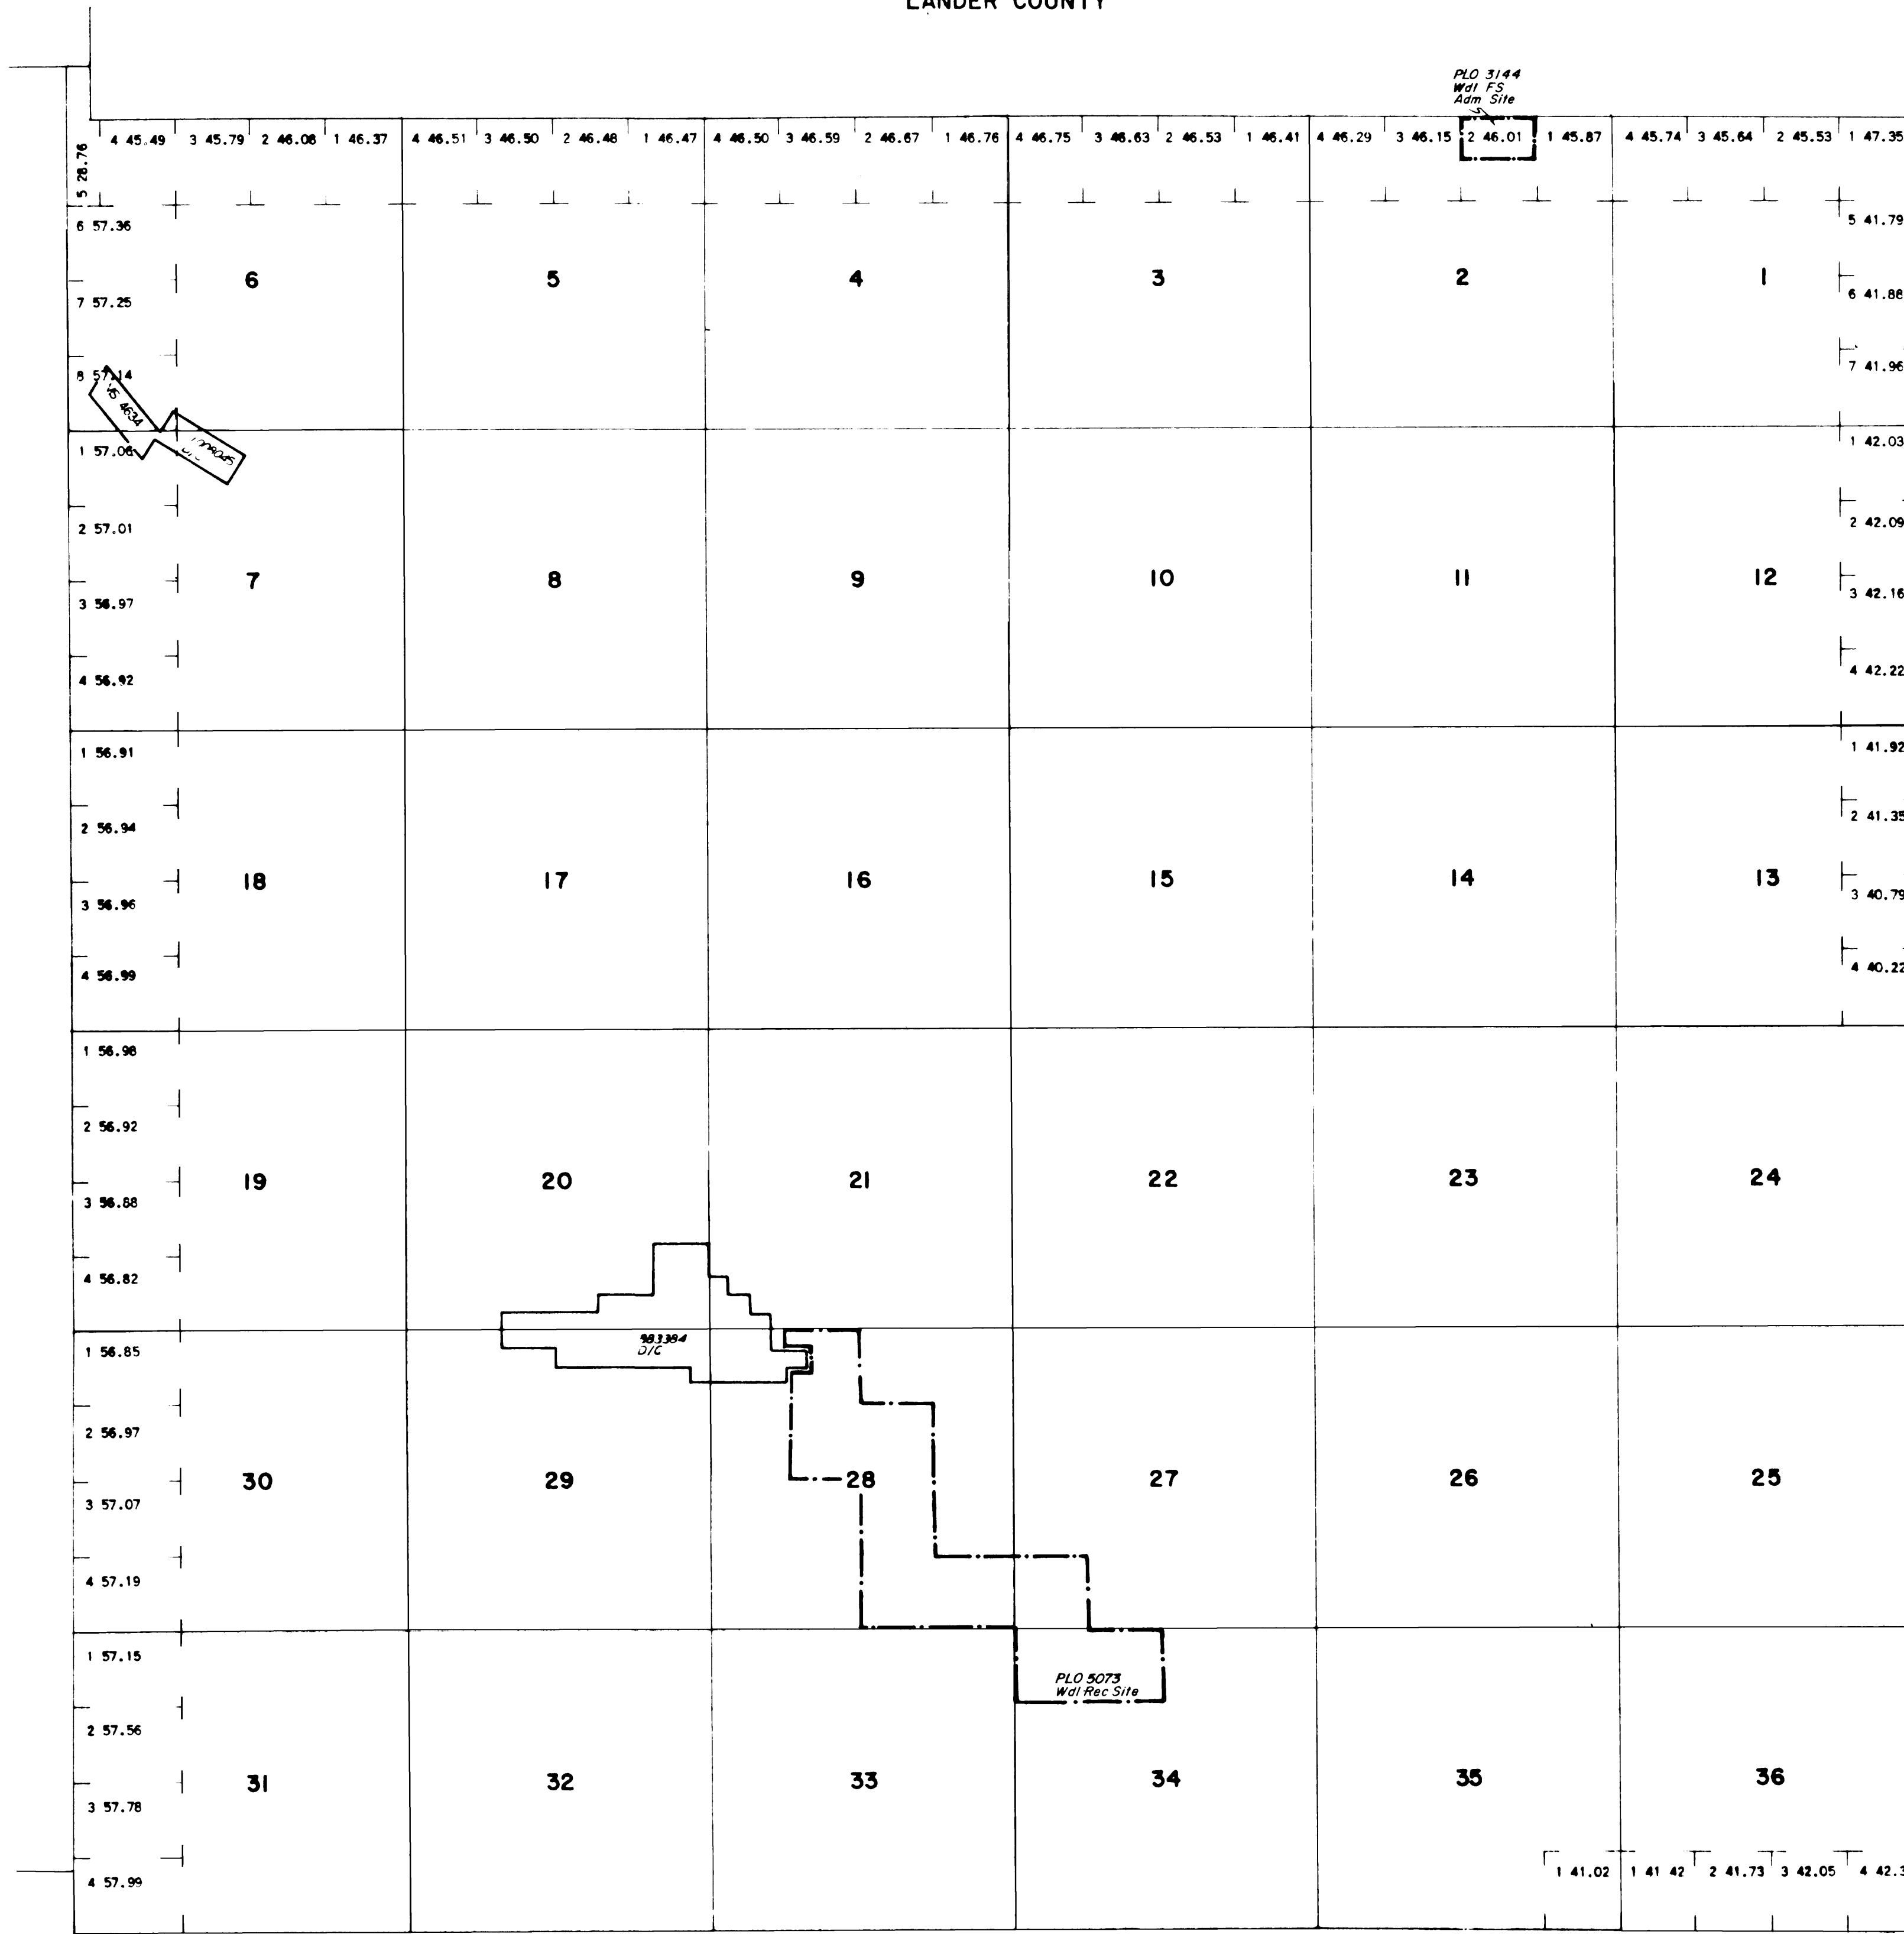 LANDER COUNTY
PLO 3144
Wdl FS
Adm Site
4 45.49 3 45.79 2 46.08 1 46.37 4 46.51 3 46.50 2 46.48 1 46.47 4 46.50 3 46.59 2 46.67 1 46.76 4 46.75 3 46.63 2 46.53 1 46.41 4 46.29 3 46.15 2 46.01 1 45.87 4 45.74 3 45.64 2 45.53 1 47.35
5 28.76
6 57.36 5 41.79
6 5 4 3 2 1
7 57.25 6 41.88
8 57.14 7 41.96
MS 4634
1 57.06 1 42.03
2 57.01 2 42.09
7 8 9 10 11 12
3 56.97 3 42.16
4 56.92 4 42.22
1 56.91 1 41.92
2 56.94 2 41.35
18 17 16 15 14 13
3 56.96 3 40.79
4 56.99 4 40.22
1 56.98
2 56.92
19 20 21 22 23 24
3 56.88
4 56.82
983384
D/C
1 56.85
2 56.97
30 29 28 27 26 25
3 57.07
4 57.19
1 57.15
PLO 5073
Wdl Rec Site
2 57.56
31 32 33 34 35 36
3 57.78
4 57.99
1 41.02 1 41 42 2 41.73 3 42.05 4 42.3